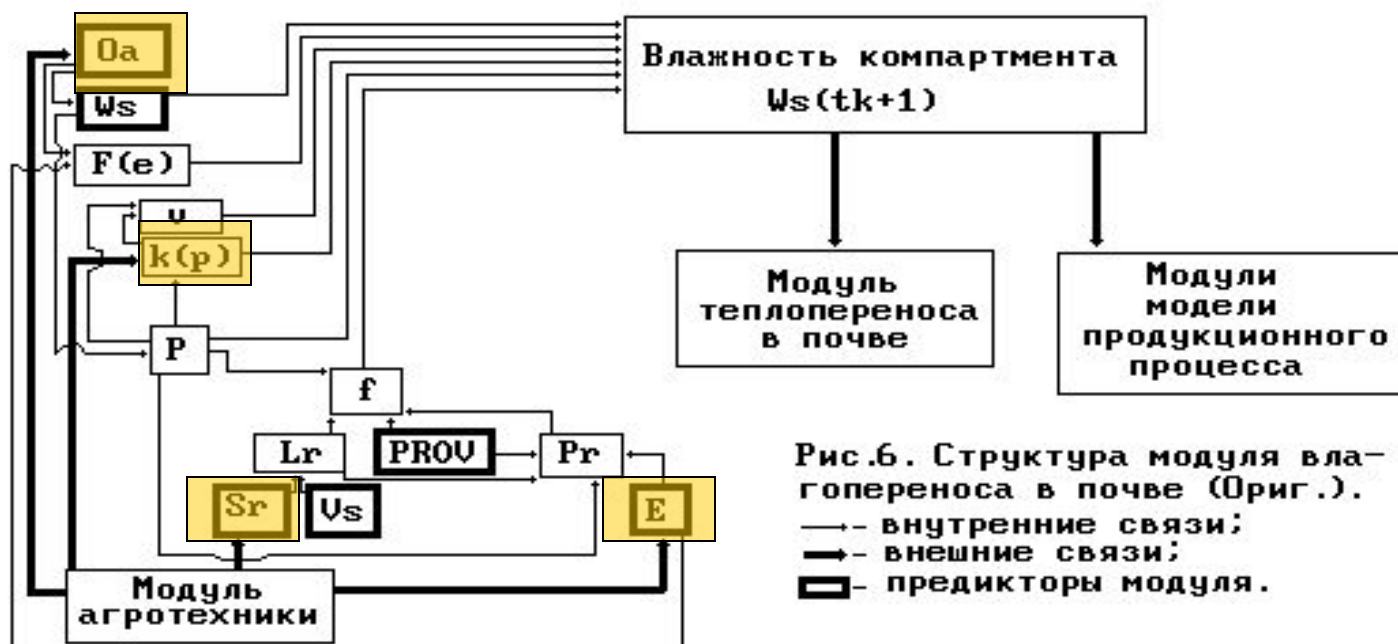 Oa
Ws
F(e)
v
k(p)
P
f
Lr
PROV
Pr
Sr
Vs
E
Модуль
агротехники
Влажность компартмента
Ws(tk+1)
Модуль
теплопереноса
в почве
Модули
модели
продукционного
процесса
Рис.6. Структура модуля вла-
гопереноса в почве (Ориг.).
- внутренние связи;
- внешние связи;
- предикторы модуля.